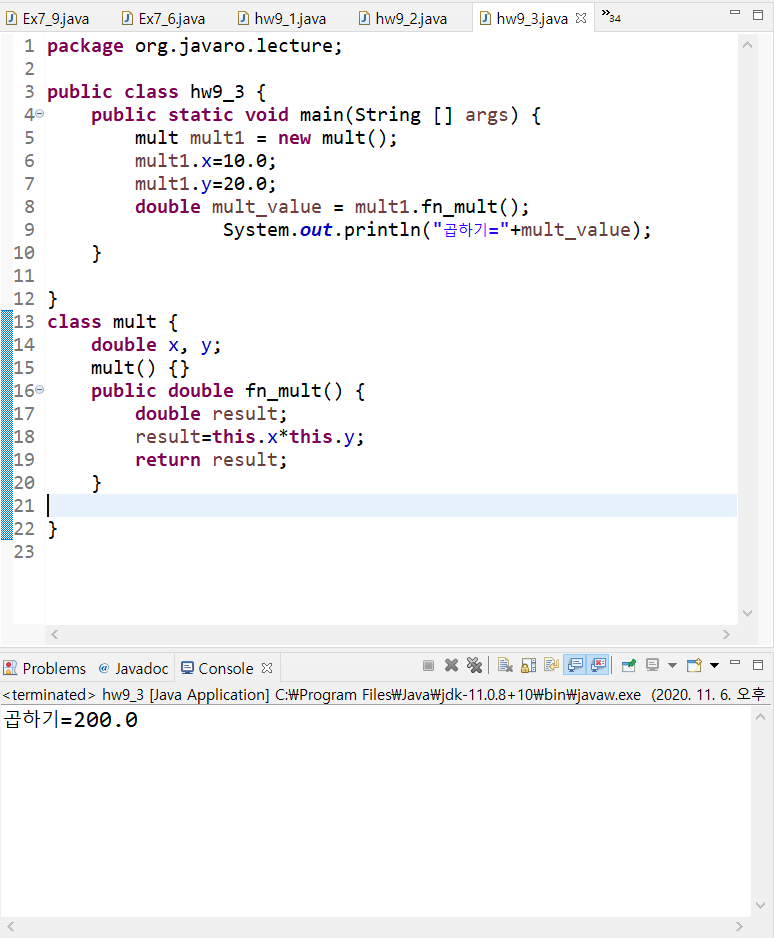 Ex7_9.java Ex7_6.java hw9_1.java hw9_2.java hw9_3.java »34
1 package org.javaro.lecture;
2
3 public class hw9_3 {
4 public static void main(String [] args) {
5 mult mult1 = new mult();
6 mult1.x=10.0;
7 mult1.y=20.0;
8 double mult_value = mult1.fn_mult();
9 System.out.println("곱하기="+mult_value);
10 }
11
12 }
13 class mult {
14 double x, y;
15 mult() {}
16 public double fn_mult() {
17 double result;
18 result=this.x*this.y;
19 return result;
20 }
21
22 }
23
Problems @ Javadoc Console
<terminated> hw9_3 [Java Application] C:₩Program Files₩Java₩jdk-11.0.8+10₩bin₩javaw.exe (2020. 11. 6. 오후
곱하기=200.0